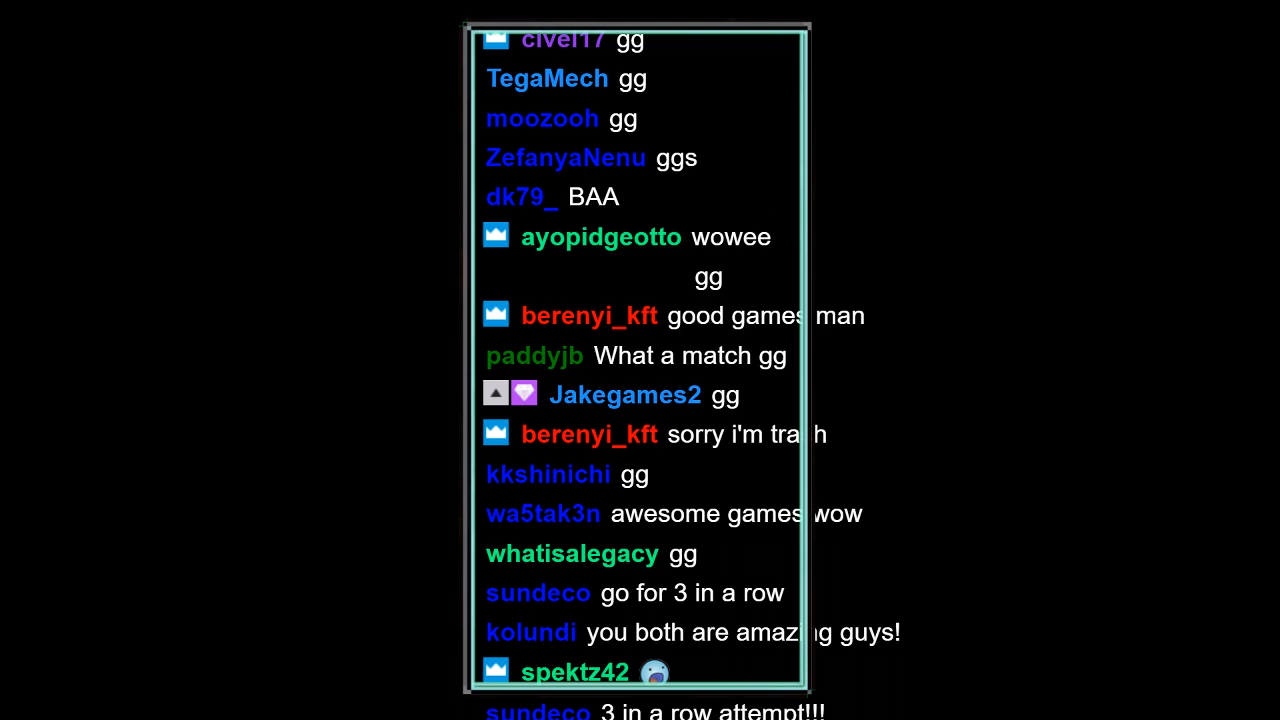 civel17 gg
TegaMech gg
moozooh gg
ZefanyaNenu ggs
dk79_ BAA
ayopidgeotto wowee
gg
berenyi_kft good games man
paddyjb What a match gg
Jakegames2 gg
berenyi_kft sorry i'm trash
kkshinichi gg
wa5tak3n awesome games wow
whatisalegacy gg
sundeco go for 3 in a row
kolundi you both are amazing guys!
spektz42
sundeco 3 in a row attempt!!!